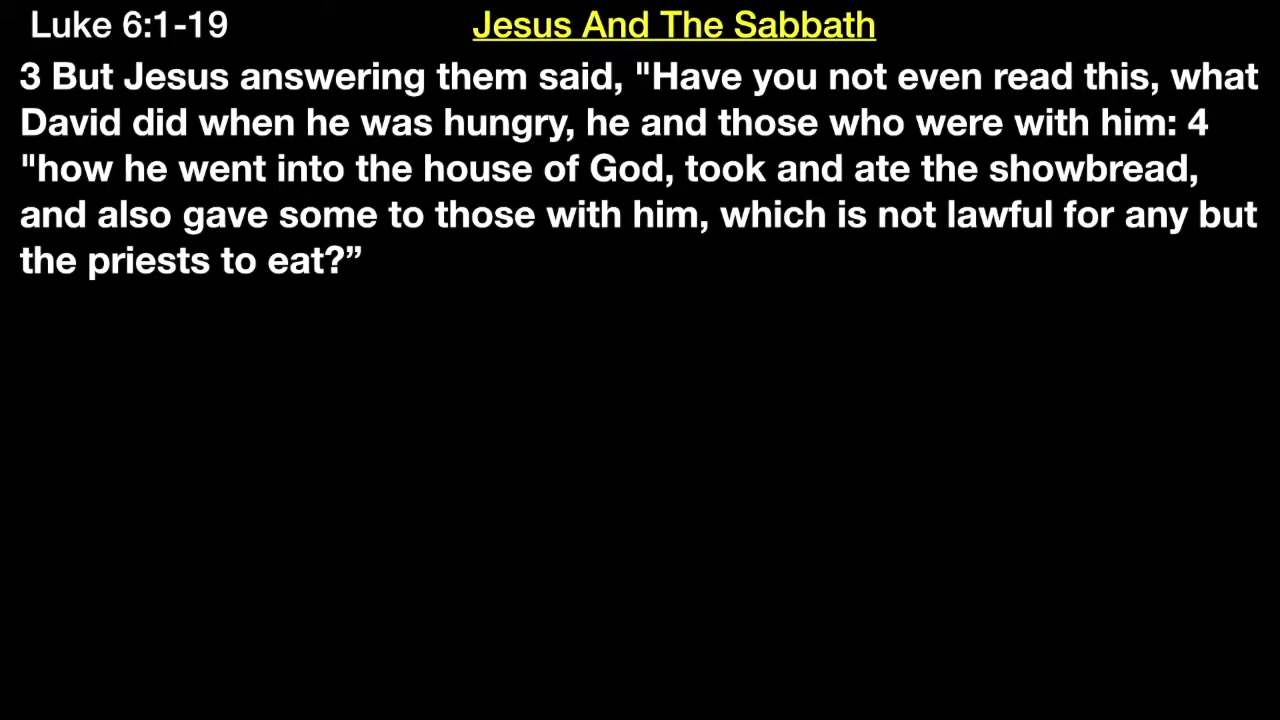 Luke 6:1-19
Jesus And The Sabbath
3 But Jesus answering them said, "Have you not even read this, what
David did when he was hungry, he and those who were with him: 4
"how he went into the house of God, took and ate the showbread,
and also gave some to those with him, which is not lawful for any but
the priests to eat?”